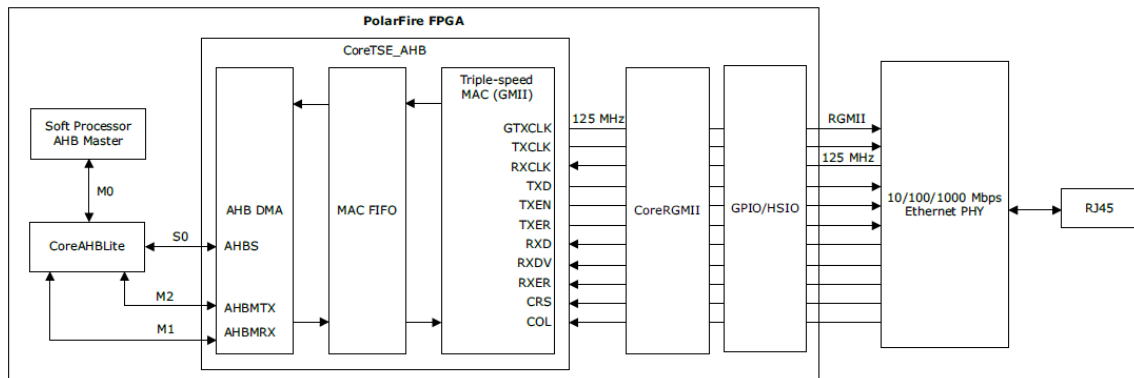 PolarFire FPGA
CoreTSE_AHB
Soft Processor
AHB Master
M0
CoreAHBLite
S0
M2
M1
AHB DMA
AHBS
AHBMTX
AHBMRX
MAC FIFO
Triple-speed
MAC (GMII)
GTXCLK
TXCLK
RXCLK
TXD
TXEN
TXER
RXD
RXDV
RXER
CRS
COL
125 MHz
CoreRGMII
GPIO/HSIO
RGMII
125 MHz
10/100/1000 Mbps
Ethernet PHY
RJ45